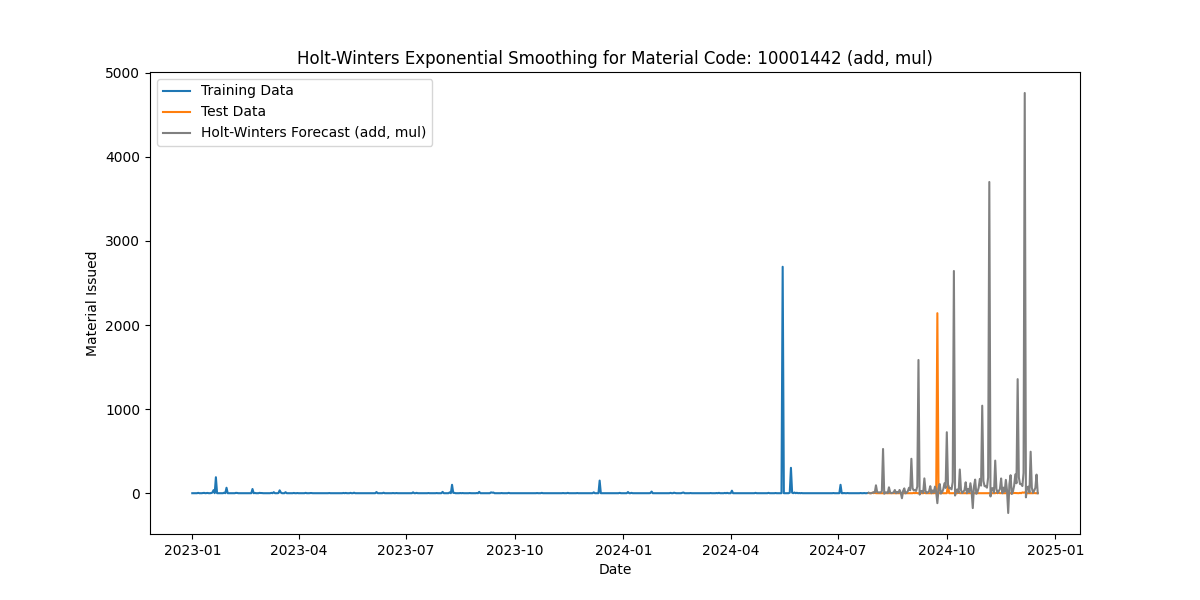 Holt-Winters Exponential Smoothing for Material Code: 10001442 (add, mul)
Training Data
Test Data
Holt-Winters Forecast (add, mul)
Material Issued
5000
4000
3000
2000
1000
0
2023-01 2023-04 2023-07 2023-10 2024-01 2024-04 2024-07 2024-10 2025-01
Date